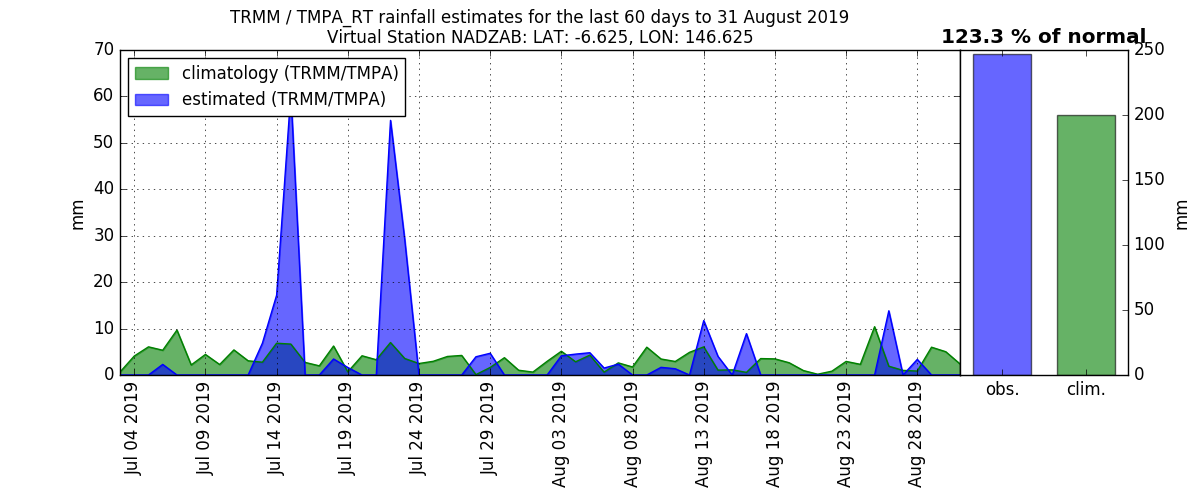 TRMM / TMPA_RT rainfall estimates for the last 60 days to 31 August 2019
Virtual Station NADZAB: LAT: -6.625, LON: 146.625
123.3 % of normal
climatology (TRMM/TMPA)
estimated (TRMM/TMPA)
70
60
50
40
30
20
10
0
mm
Jul 04 2019
Jul 09 2019
Jul 14 2019
Jul 19 2019
Jul 24 2019
Jul 29 2019
Aug 03 2019
Aug 08 2019
Aug 13 2019
Aug 18 2019
Aug 23 2019
Aug 28 2019
obs.
clim.
250
200
150
100
50
0
mm